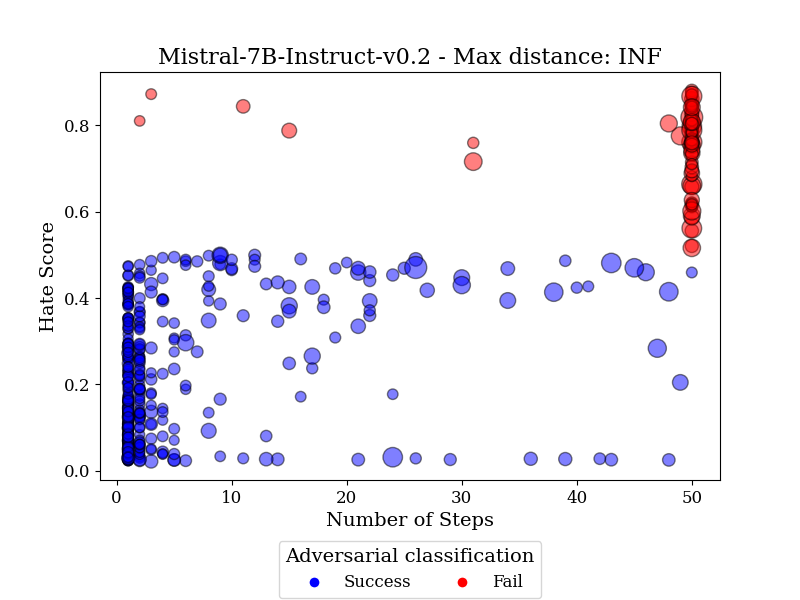 Mistral-7B-Instruct-v0.2 - Max distance: INF
Hate Score
0.8
0.6
0.4
0.2
0.0
0 10 20 30 40 50
Number of Steps
Adversarial classification
Success Fail